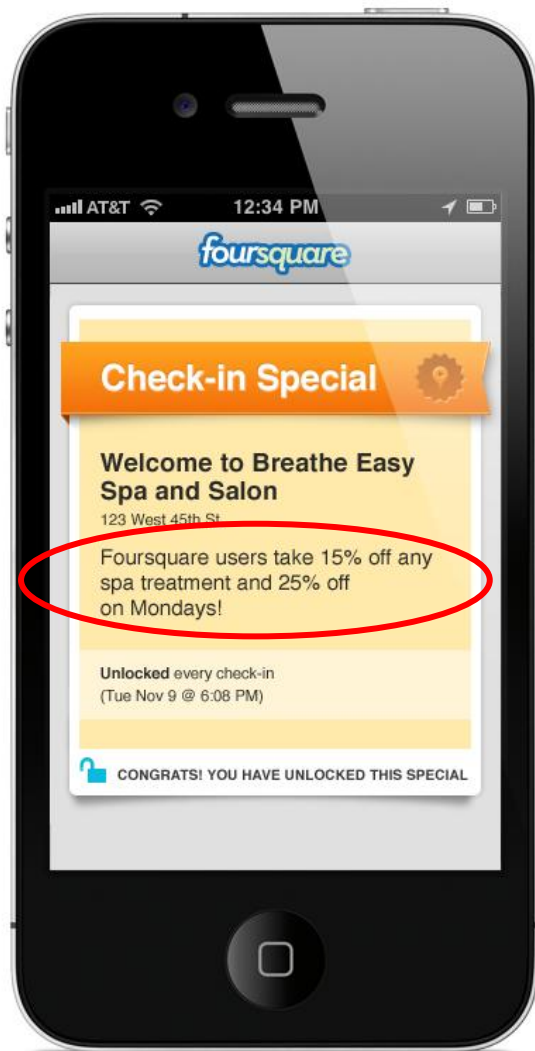 AT&T 12:34 PM
foursquare
Check-in Special
Welcome to Breathe Easy
Spa and Salon
123 West 45th St
Foursquare users take 15% off any
spa treatment and 25% off
on Mondays!
Unlocked every check-in
(Tue Nov 9 @ 6:08 PM)
CONGRATS! YOU HAVE UNLOCKED THIS SPECIAL